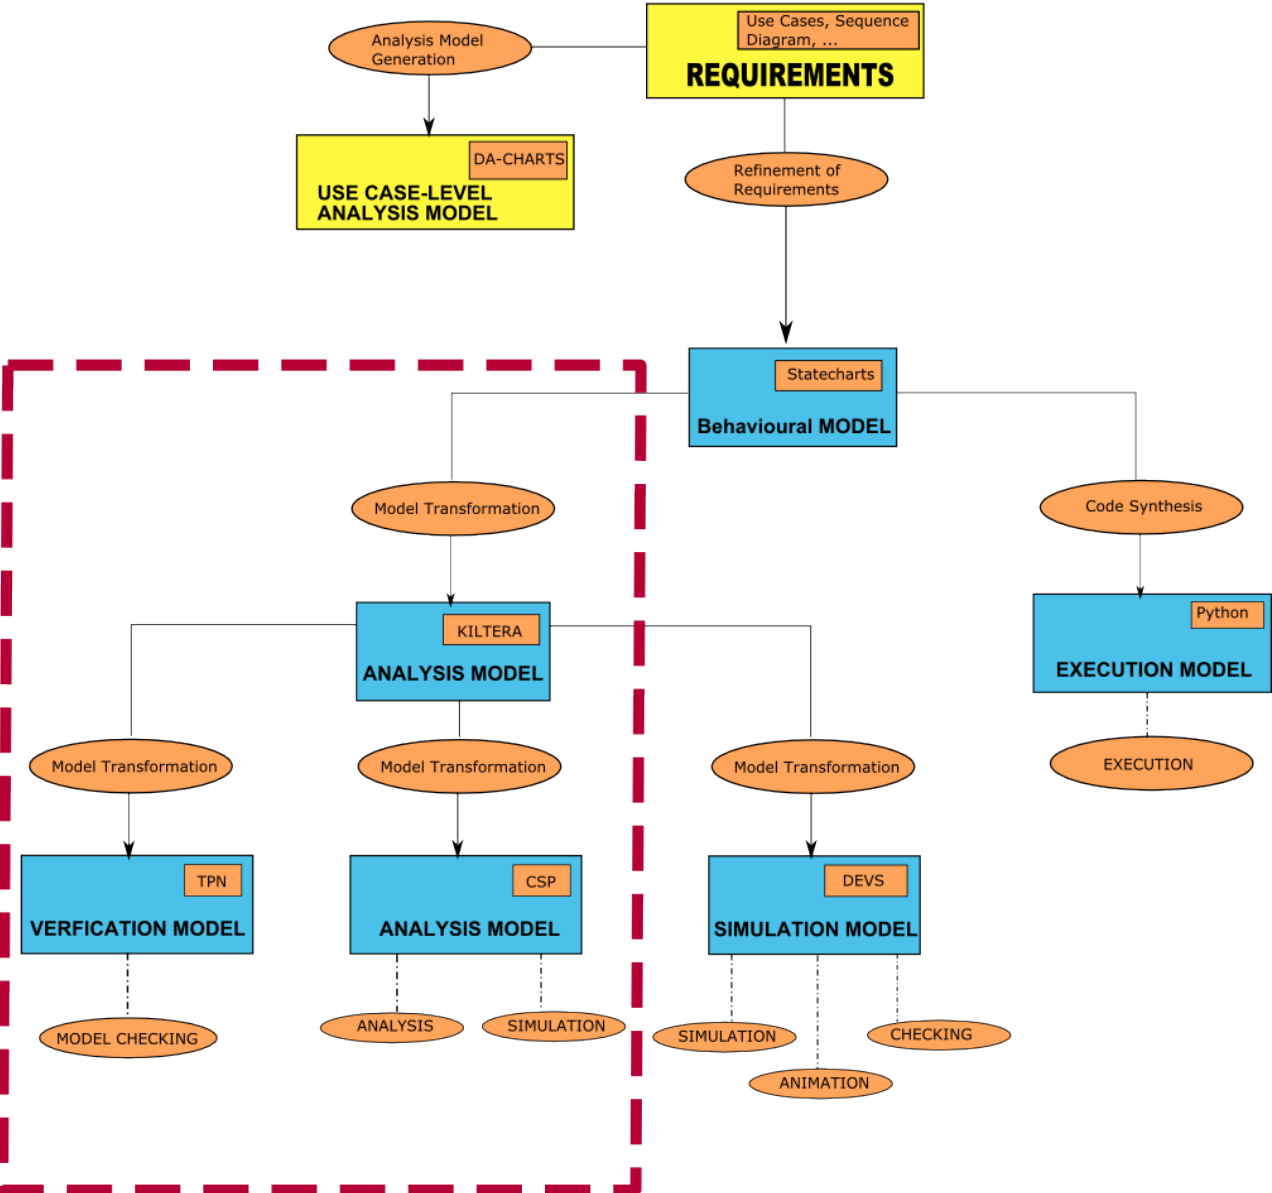 Analysis Model
Generation
Use Cases, Sequence
Diagram, ...
REQUIREMENTS
DA-CHARTS
USE CASE-LEVEL
ANALYSIS MODEL
Refinement of
Requirements
Statecharts
Behavioural MODEL
Model Transformation
Code Synthesis
KILTERA
ANALYSIS MODEL
Python
EXECUTION MODEL
Model Transformation
Model Transformation
Model Transformation
EXECUTION
TPN
VERFICATION MODEL
CSP
ANALYSIS MODEL
DEVS
SIMULATION MODEL
MODEL CHECKING
ANALYSIS
SIMULATION
SIMULATION
ANIMATION
CHECKING